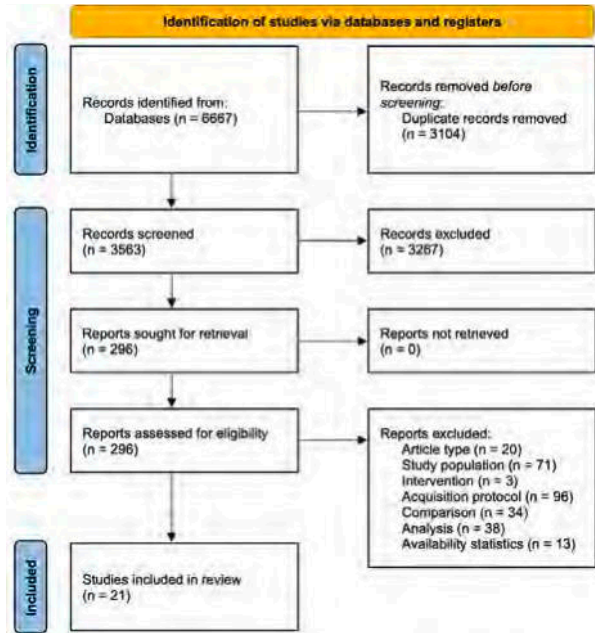 Identification of studies via databases and registers
Identification
Records identified from:
Databases (n = 6667)
Records removed before
screening:
Duplicate records removed
(n = 3104)
Screening
Records screened
(n = 3563)
Records excluded
(n = 3267)
Reports sought for retrieval
(n = 296)
Reports not retrieved
(n = 0)
Reports assessed for eligibility
(n = 296)
Reports excluded:
Article type (n = 20)
Study population (n = 71)
Intervention (n = 3)
Acquisition protocol (n = 96)
Comparison (n = 34)
Analysis (n = 38)
Availability statistics (n = 13)
Included
Studies included in review
(n = 21)